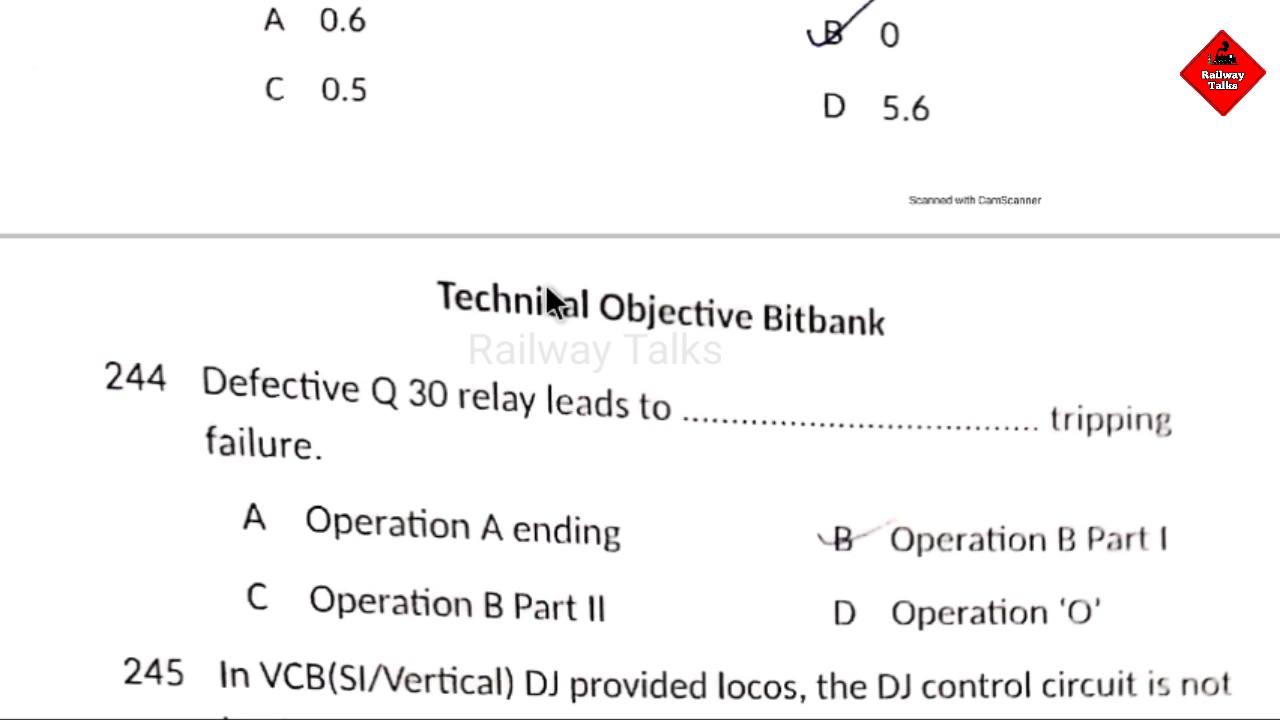 A 0.6
B 0
C 0.5
D 5.6
Railway
Talks
Scanned with CamScanner
Technical Objective Bitbank
Railway Talks
244 Defective Q 30 relay leads to .................................... tripping
failure.
A Operation A ending
B Operation B Part I
C Operation B Part II
D Operation ‘O’
245 In VCB(SI/Vertical) DJ provided locos, the DJ control circuit is not